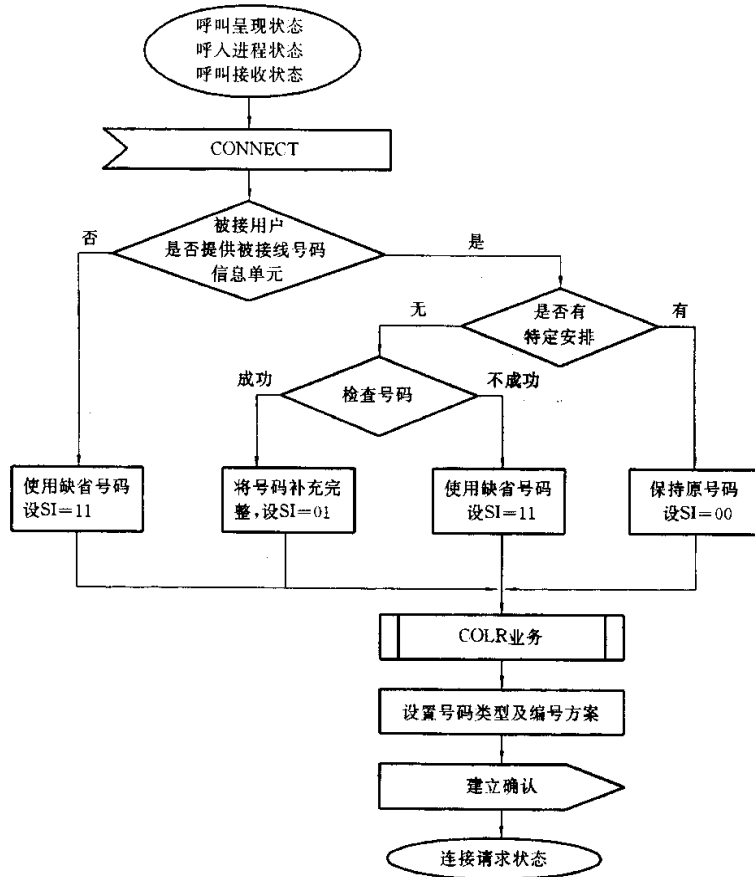 呼叫呈现状态
呼入进程状态
呼叫接收状态
CONNECT
被接用户
是否提供被接线号码
信息单元
否
是
是否有
特定安排
无
有
检查号码
成功
不成功
使用缺省号码
设SI=11
将号码补充完
整,设SI=01
使用缺省号码
设SI=11
保持原号码
设SI=00
COLR业务
设置号码类型及编号方案
建立确认
连接请求状态